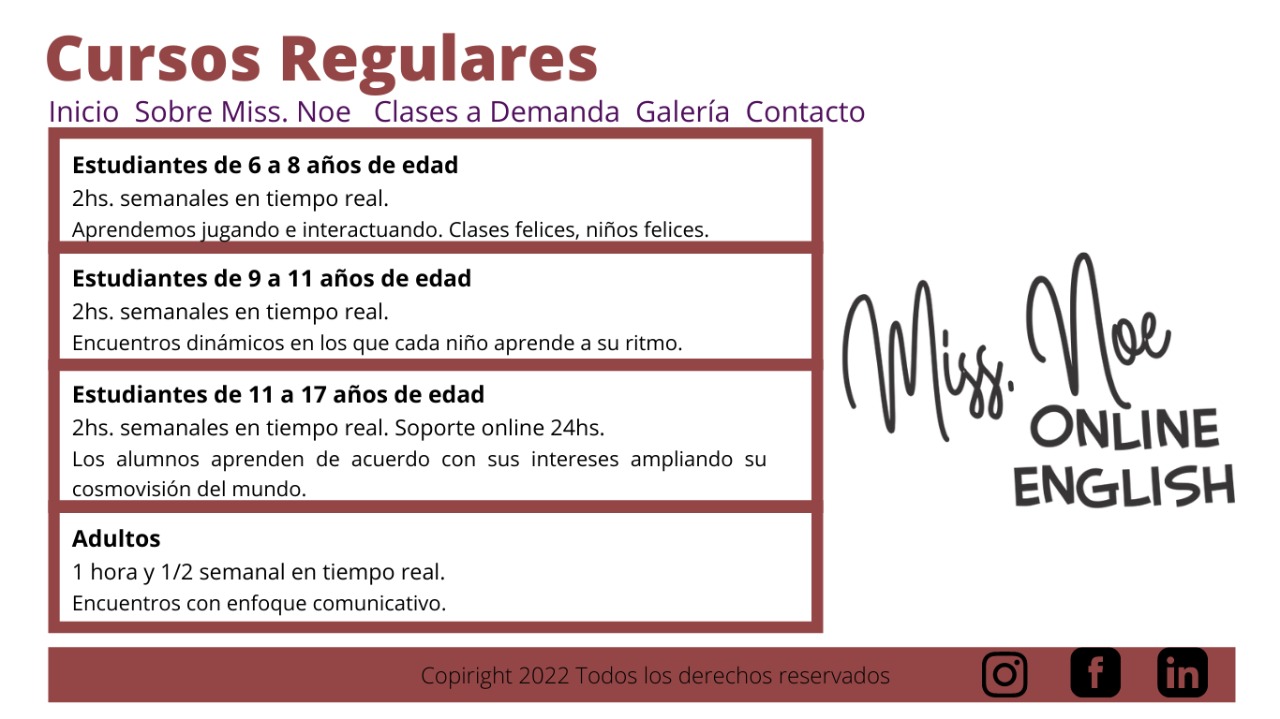 Cursos Regulares
Inicio Sobre Miss. Noe Clases a Demanda Galería Contacto
Estudiantes de 6 a 8 años de edad
2hs. semanales en tiempo real.
Aprendemos jugando e interactuando. Clases felices, niños felices.
Estudiantes de 9 a 11 años de edad
2hs. semanales en tiempo real.
Encuentros dinámicos en los que cada niño aprende a su ritmo.
Estudiantes de 11 a 17 años de edad
2hs. semanales en tiempo real. Soporte online 24hs.
Los alumnos aprenden de acuerdo con sus intereses ampliando su
cosmovisión del mundo.
Adultos
1 hora y 1/2 semanal en tiempo real.
Encuentros con enfoque comunicativo.
Miss. Noe
ONLINE
ENGLISH
Copiright 2022 Todos los derechos reservados
f
in